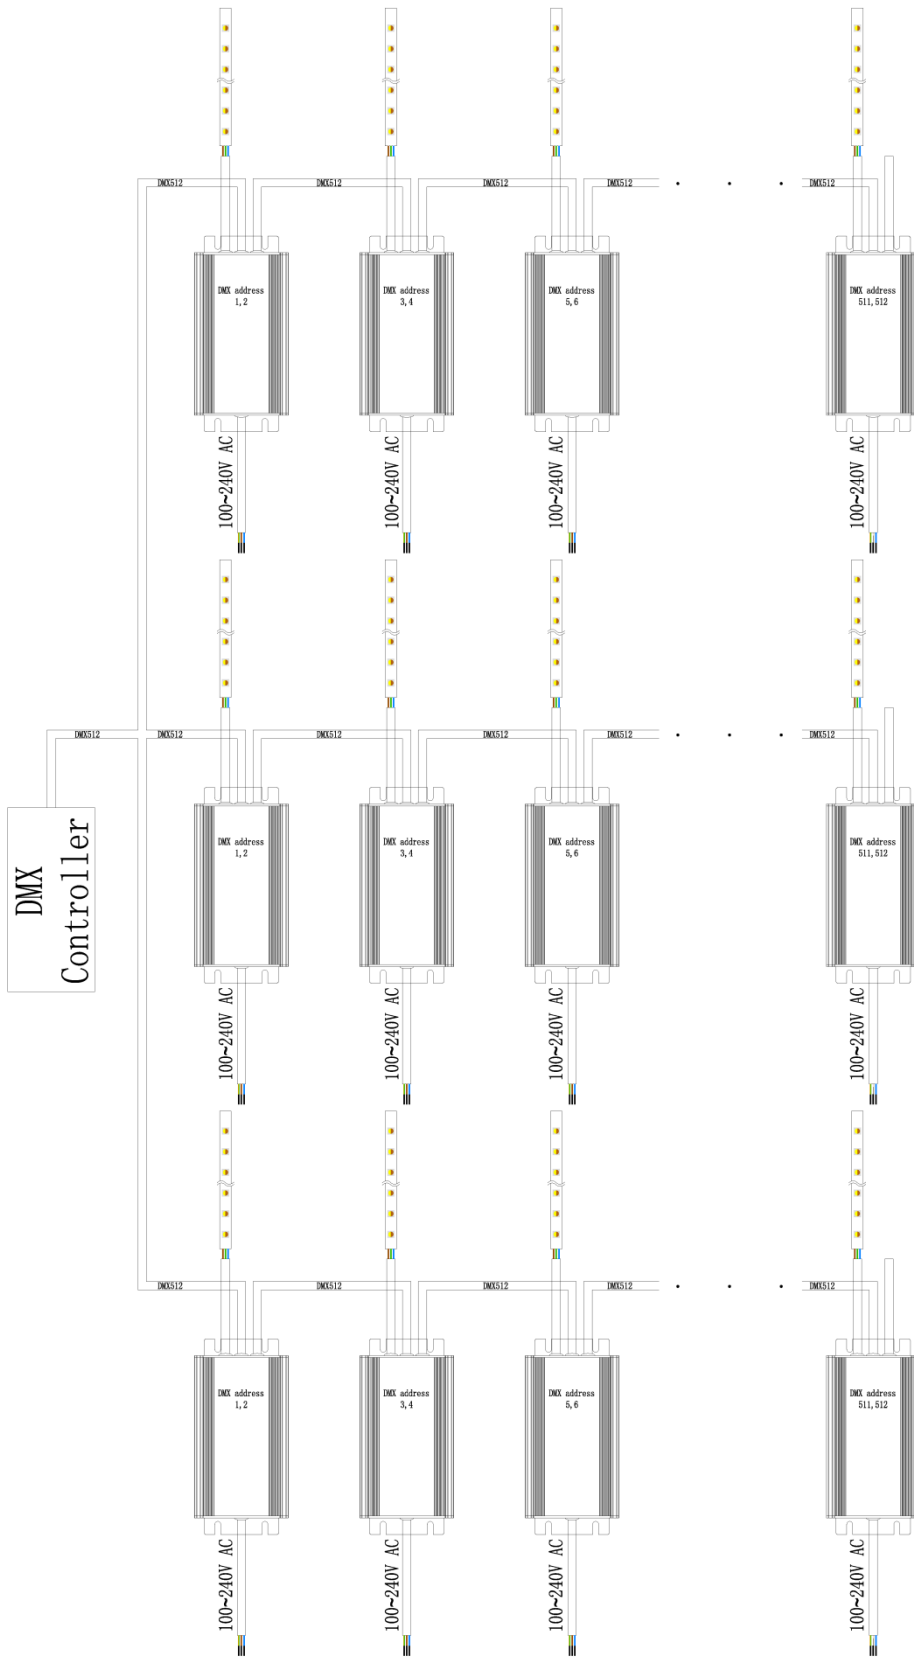 DMX512
DMX512
DMX512
DMX512
DMX512
DMX address
1,2
DMX address
3,4
DMX address
5,6
DMX address
511,512
100~240V AC
100~240V AC
100~240V AC
100~240V AC
DMX512
DMX512
DMX512
DMX512
DMX512
DMX512
DMX
Controller
DMX address
1,2
DMX address
3,4
DMX address
5,6
DMX address
511,512
100~240V AC
100~240V AC
100~240V AC
100~240V AC
DMX512
DMX512
DMX512
DMX512
DMX512
DMX address
1,2
DMX address
3,4
DMX address
5,6
DMX address
511,512
100~240V AC
100~240V AC
100~240V AC
100~240V AC